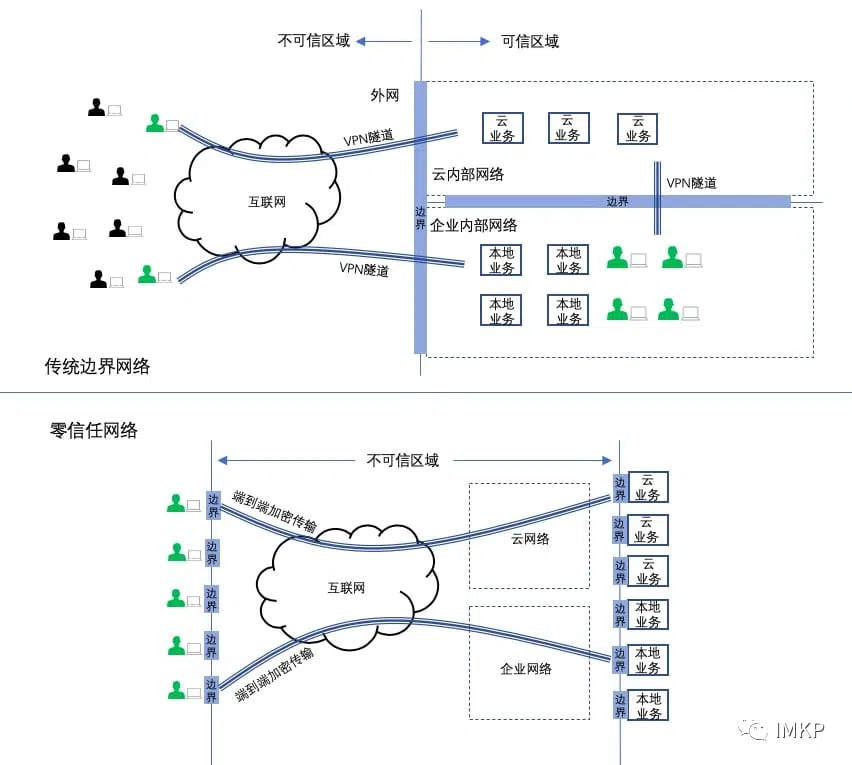 不可信区域
可信区域
外网
VPN隧道
云
业务
云
业务
云
业务
云内部网络
VPN隧道
互联网
边界
边
界
企业内部网络
VPN隧道
本地
业务
本地
业务
本地
业务
本地
业务
传统边界网络
零信任网络
不可信区域
边
界
端到端加密传输
边
界
云
业务
边
界
云网络
边
界
云
业务
边
界
互联网
边
界
云
业务
边
界
边
界
本地
业务
边
界
端到端加密传输
企业网络
边
界
本地
业务
边
界
边
界
本地
业务
IMKP